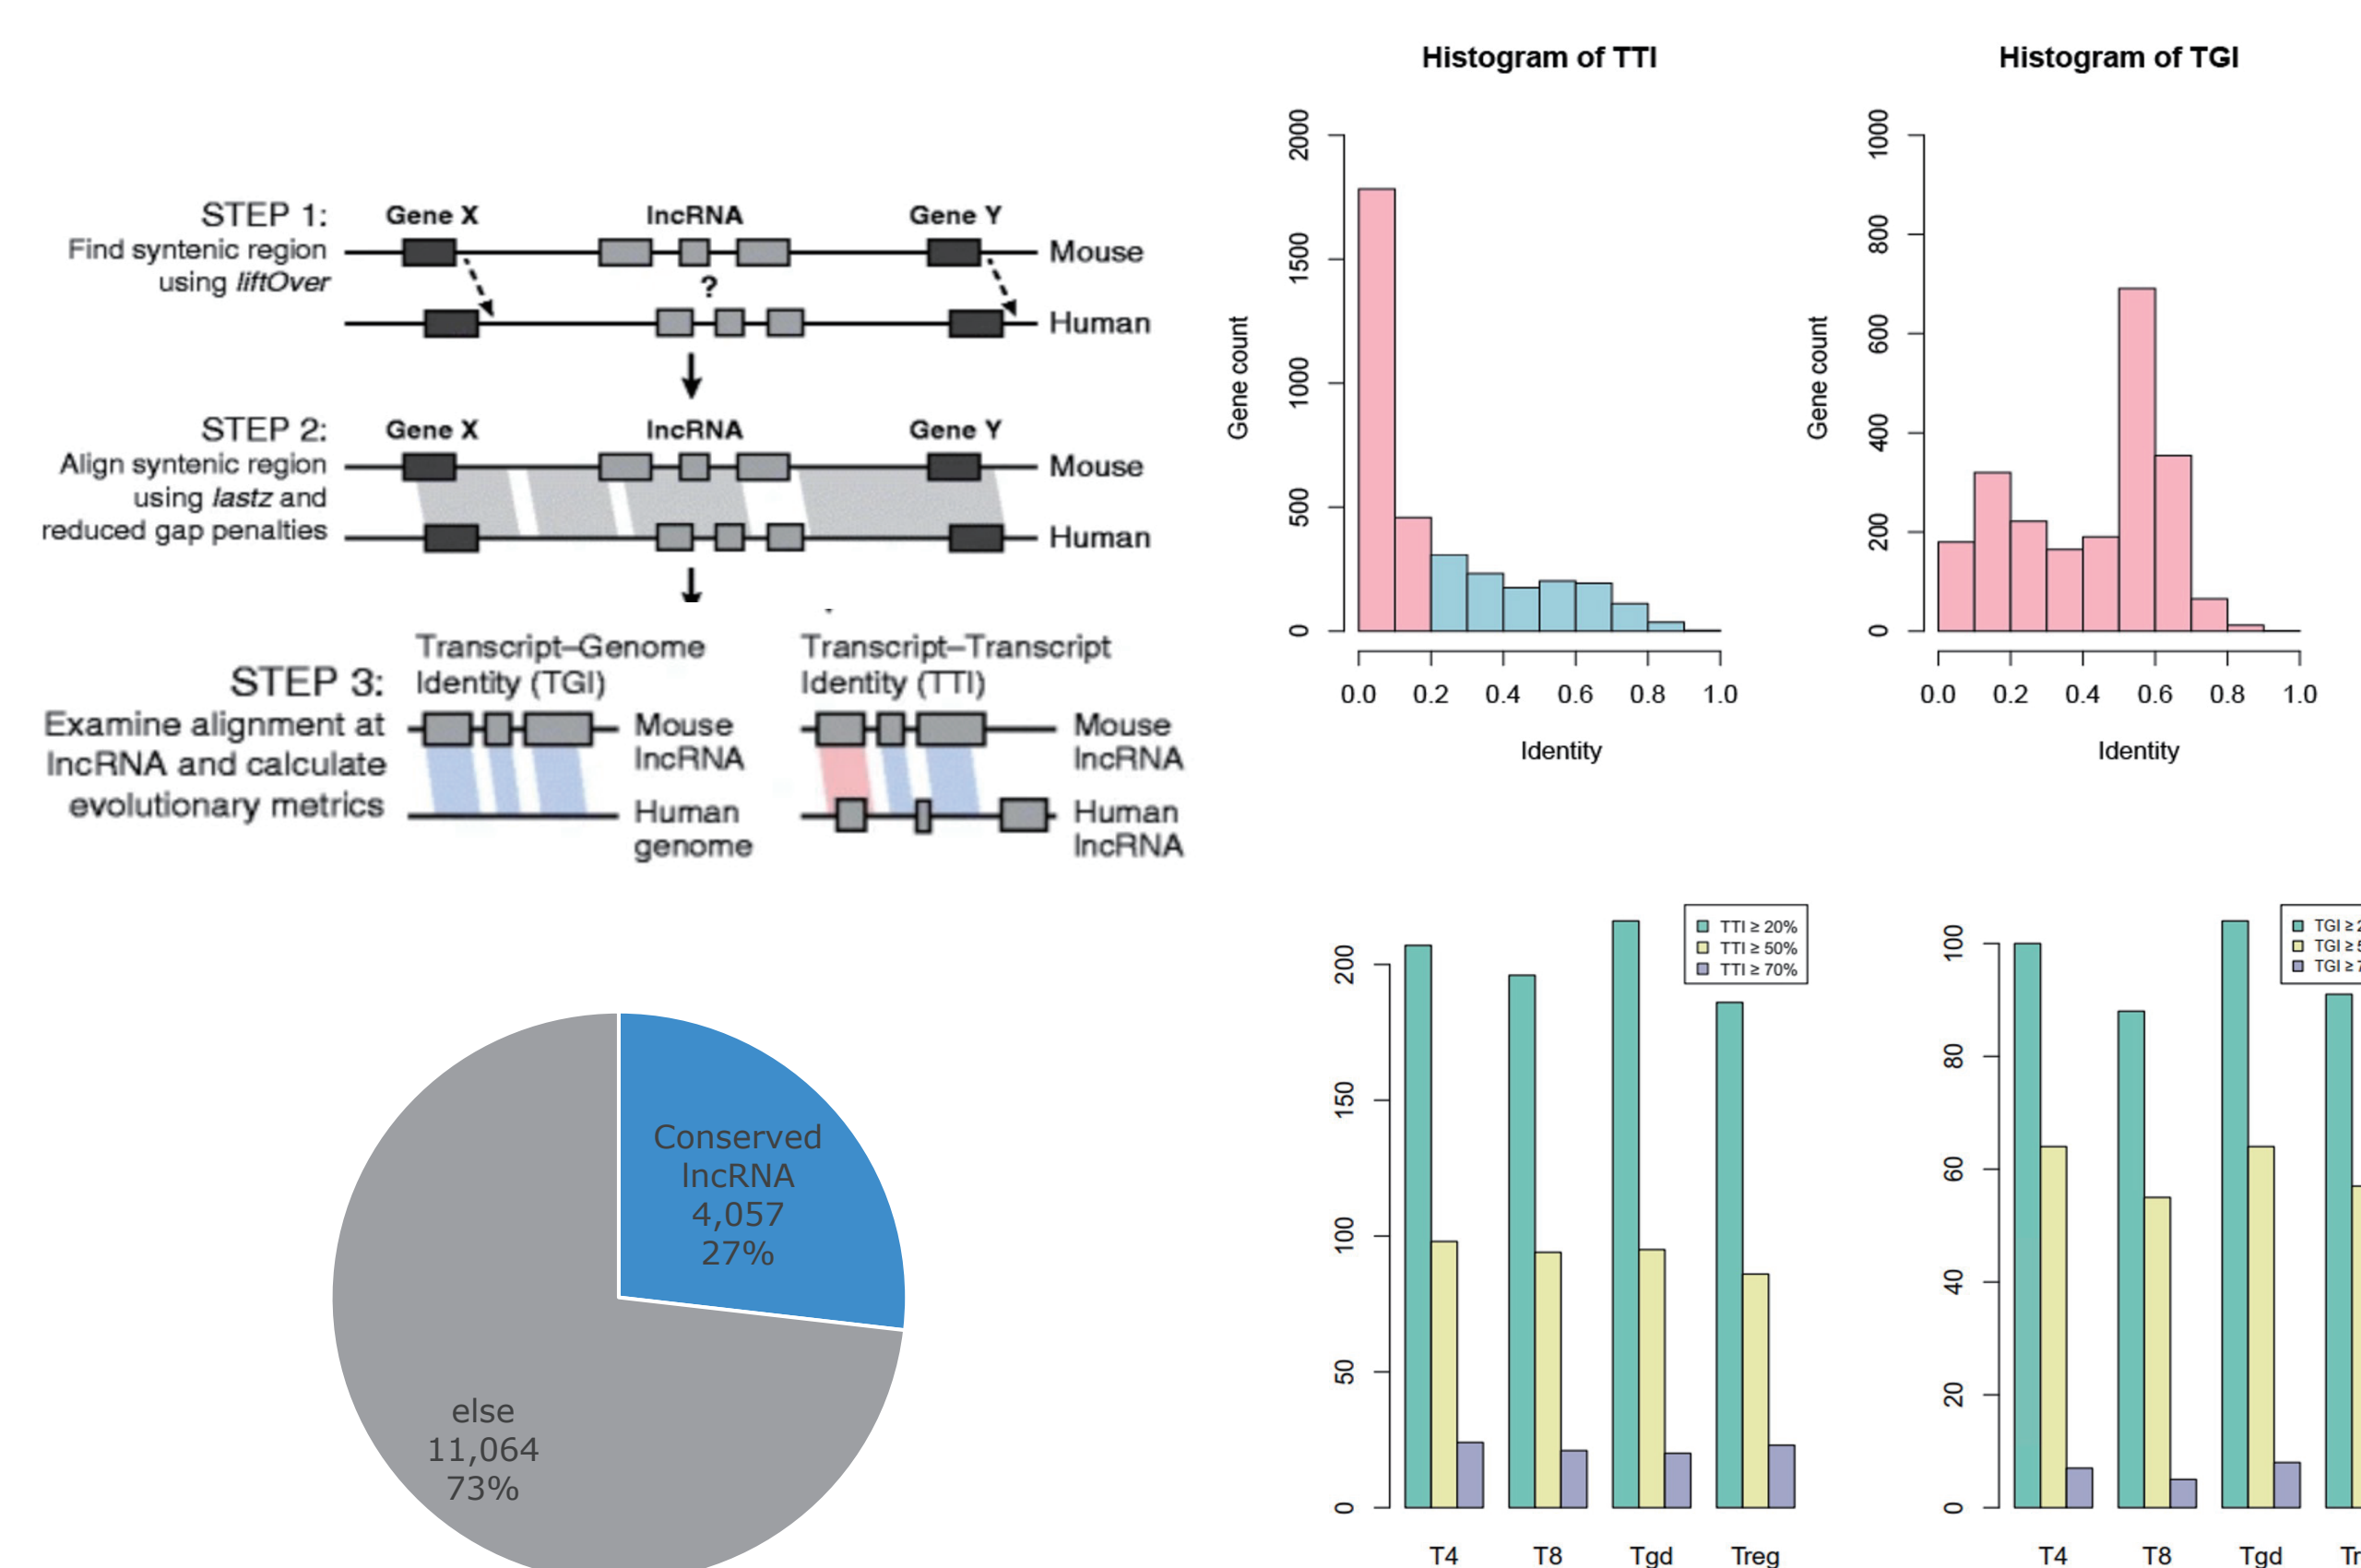 STEP 1:
Find syntenic region
using liftOver
Gene X
lncRNA
Gene Y
Mouse
?
Human
STEP 2:
Align syntenic region
using lastz and
reduced gap penalties
Gene X
lncRNA
Gene Y
Mouse
Human
STEP 3:
Examine alignment at
lncRNA and calculate
evolutionary metrics
Transcript–Genome
Identity (TGI)
Mouse
lncRNA
Human
genome
Transcript–Transcript
Identity (TTI)
Mouse
lncRNA
Human
lncRNA
Histogram of TTI
Gene count
2000
1500
1000
500
0
0.0 0.2 0.4 0.6 0.8 1.0
Identity
Histogram of TGI
Gene count
1000
800
600
400
200
0
0.0 0.2 0.4 0.6 0.8 1.0
Identity
Conserved
lncRNA
4,057
27%
else
11,064
73%
TTI ≥ 20%
TTI ≥ 50%
TTI ≥ 70%
200
150
100
50
0
T4 T8 Tgd Treg
TGI ≥ 2
TGI ≥ 5
TGI ≥ 7
100
80
60
40
20
0
T4 T8 Tgd